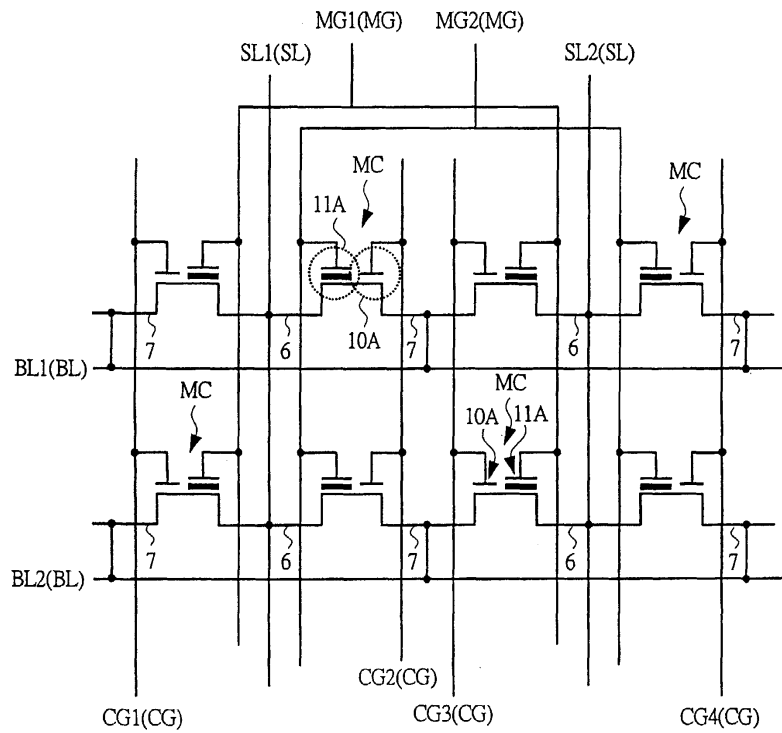 MG1(MG) MG2(MG)
SL1(SL) SL2(SL)
MC MC
11A
10A
7 6 7 6 7
BL1(BL)
MC
MC
10A 11A
7 6 7 6 7
BL2(BL)
CG2(CG)
CG1(CG) CG3(CG) CG4(CG)